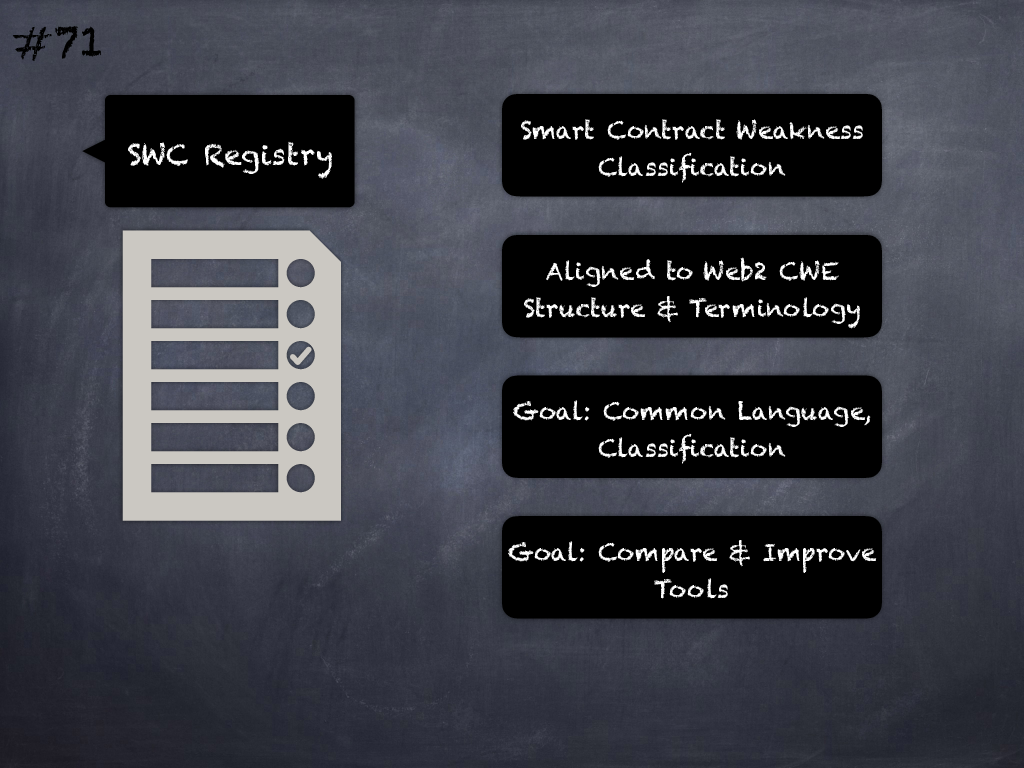 #71
SWC Registry
Smart Contract Weakness
Classification
Aligned to Web2 CWE
Structure & Terminology
Goal: Common Language,
Classification
Goal: Compare & Improve
Tools